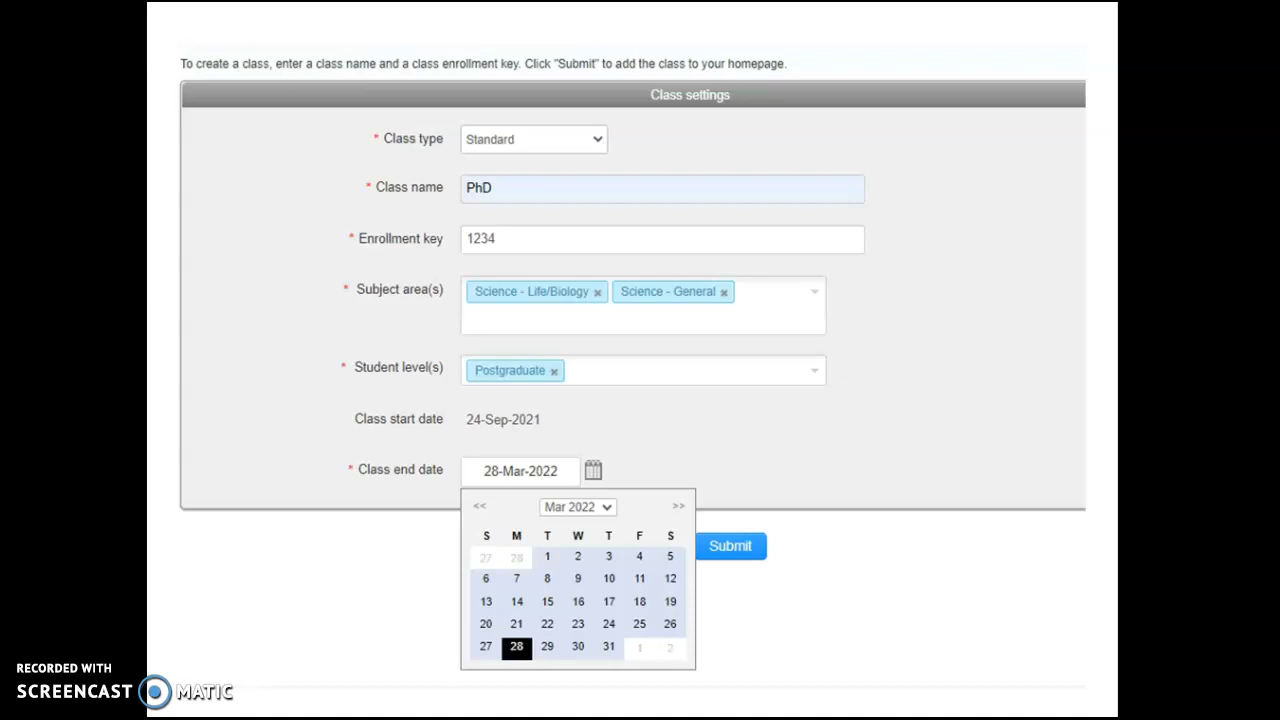 To create a class, enter a class name and a class enrollment key. Click "Submit" to add the class to your homepage.
Class settings
* Class type Standard
* Class name PhD
* Enrollment key 1234
* Subject area(s) Science - Life/Biology × Science - General ×
* Student level(s) Postgraduate ×
Class start date 24-Sep-2021
* Class end date 28-Mar-2022
<< Mar 2022 >>
S M T W T F S
27 28 1 2 3 4 5
6 7 8 9 10 11 12
13 14 15 16 17 18 19
20 21 22 23 24 25 26
27 28 29 30 31 1 2
Submit
RECORDED WITH
SCREENCAST MATIC